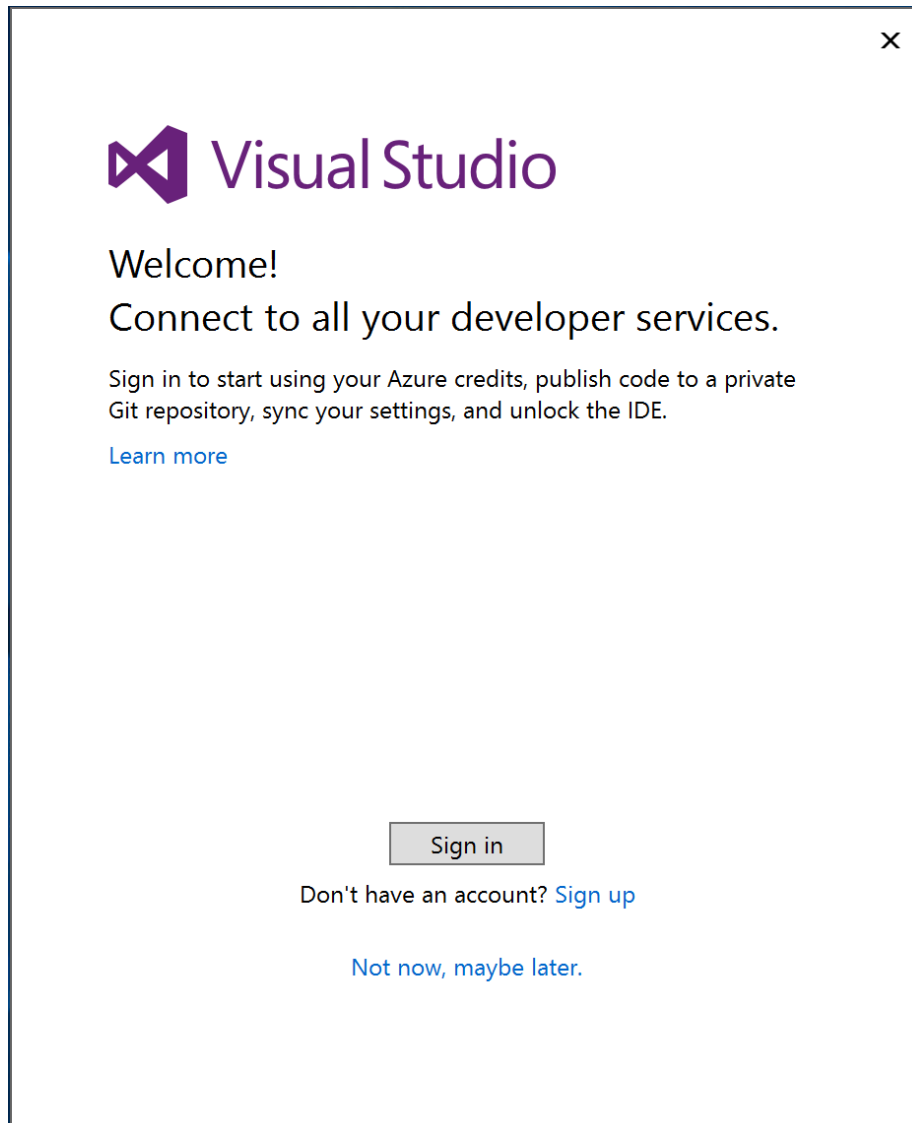 Visual Studio
Welcome!
Connect to all your developer services.
Sign in to start using your Azure credits, publish code to a private
Git repository, sync your settings, and unlock the IDE.
Learn more
Sign in
Don't have an account? Sign up
Not now, maybe later.